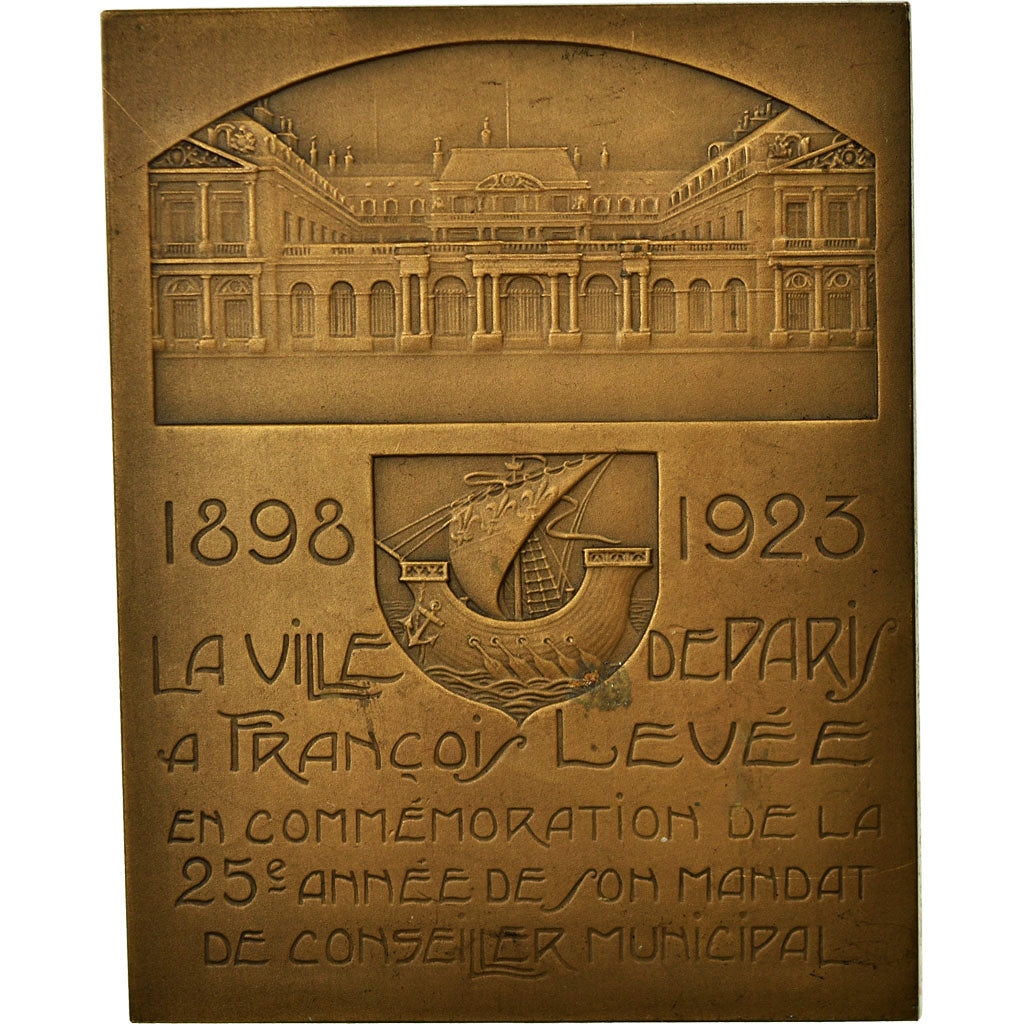 1898 1923
LA VILLE DE PARIS
A FRANÇOIS LEVÉE
EN COMMÉMORATION DE LA
25e ANNÉE DE SON MANDAT
DE CONSEILLER MUNICIPAL